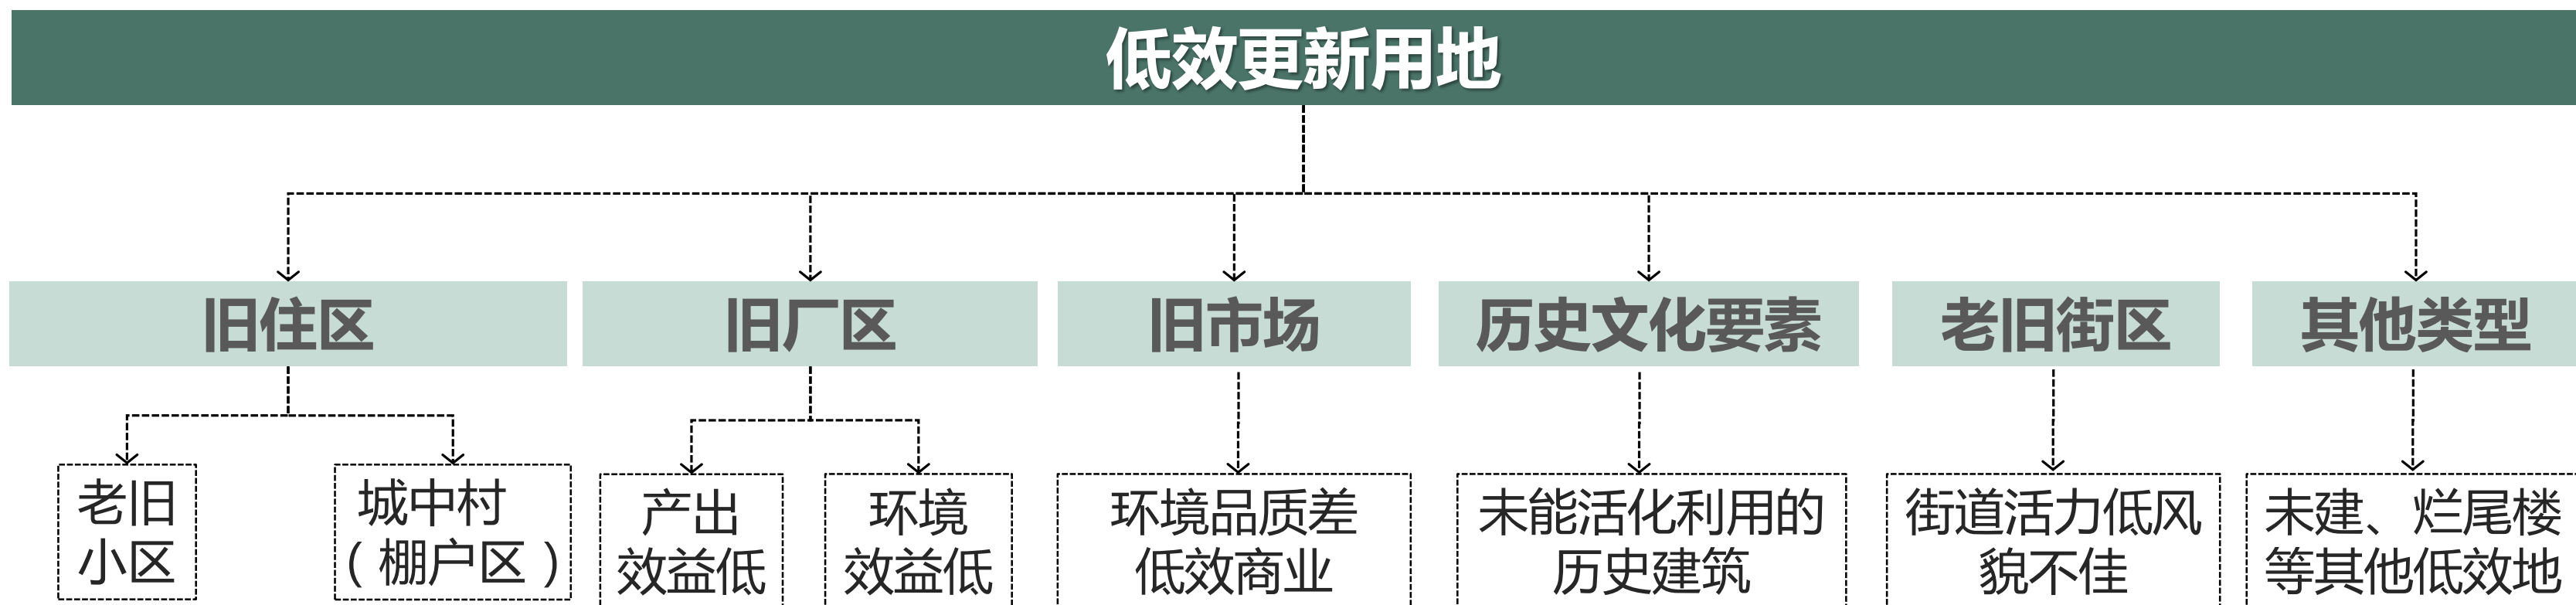 低效更新用地
旧住区
旧厂区
旧市场
历史文化要素
老旧街区
其他类型
老旧
小区
城中村
（棚户区）
产出
效益低
环境
效益低
环境品质差
低效商业
未能活化利用的
历史建筑
街道活力低风
貌不佳
未建、烂尾楼
等其他低效地